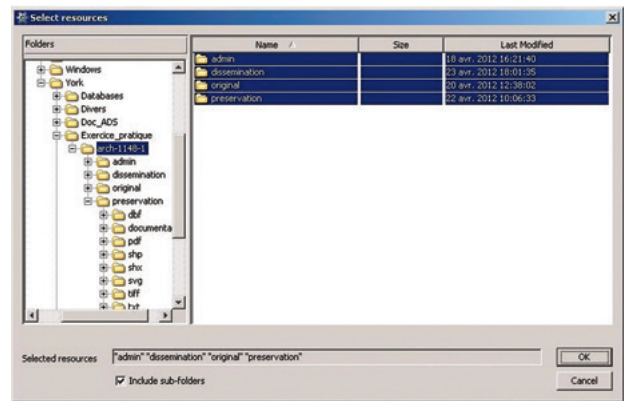 Select resources
Folders
Name Size Last Modified
Windows
York
Databases
Divers
Doc_ADS
Exercice_pratique
arch-1148-1
admin
dissemination
original
preservation
dbf
documenta
pdf
shp
shx
svg
tiff
txt
admin 18 avr. 2012 16:21:40
dissemination 23 avr. 2012 18:01:35
original 20 avr. 2012 12:38:02
preservation 22 avr. 2012 10:06:33
Selected resources "admin" "dissemination" "original" "preservation"
OK
Include sub-folders
Cancel